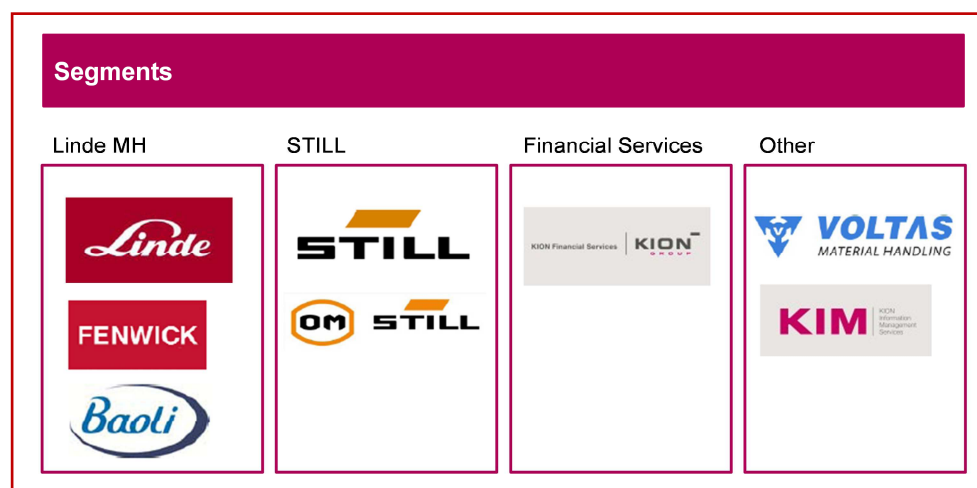 Segments
Linde MH
STILL
Financial Services
Other
Linde
FENWICK
Baoli
STILL
OM STILL
KION Financial Services
KION
GROUP
VOLTAS
MATERIAL HANDLING
KIM
KION
Information
Management
Services